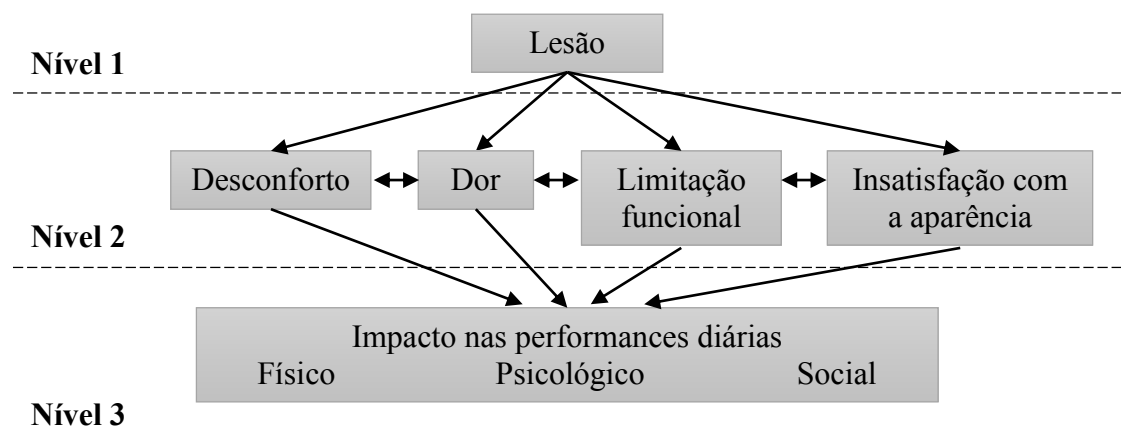 Lesão
Nível 1
Desconforto
Dor
Limitação
funcional
Insatisfação com
a aparência
Nível 2
Impacto nas performances diárias
Físico Psicológico Social
Nível 3